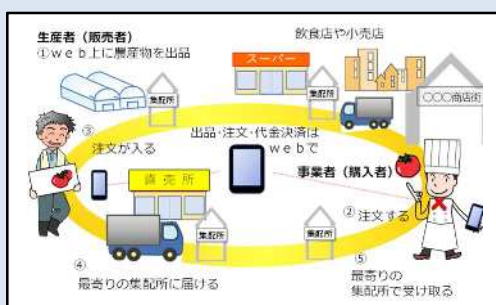 生産者（販売者）
①ｗｅｂ上に農産物を出品
飲食店や小売店
スーパー
集配所
集配所
〇〇〇商店街
③
注文が入る
出品・注文・代金決済は
ｗｅｂで
事業者（購入者）
直売所
②注文する
集配所
集配所
④
最寄りの集配所に届ける
⑤
最寄りの
集配所で受け取る